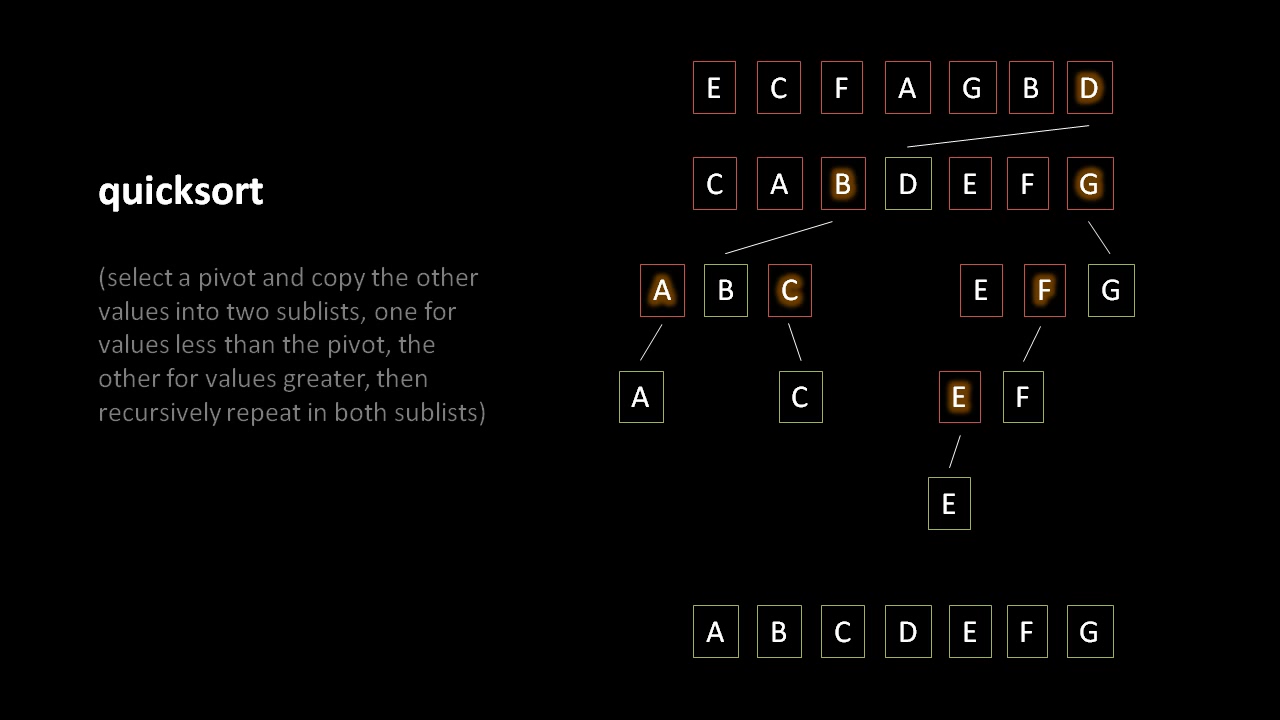 quicksort
(select a pivot and copy the other
values into two sublists, one for
values less than the pivot, the
other for values greater, then
recursively repeat in both sublists)
E C F A G B D
C A B D E F G
A B C E F G
A C E F
E
A B C D E F G